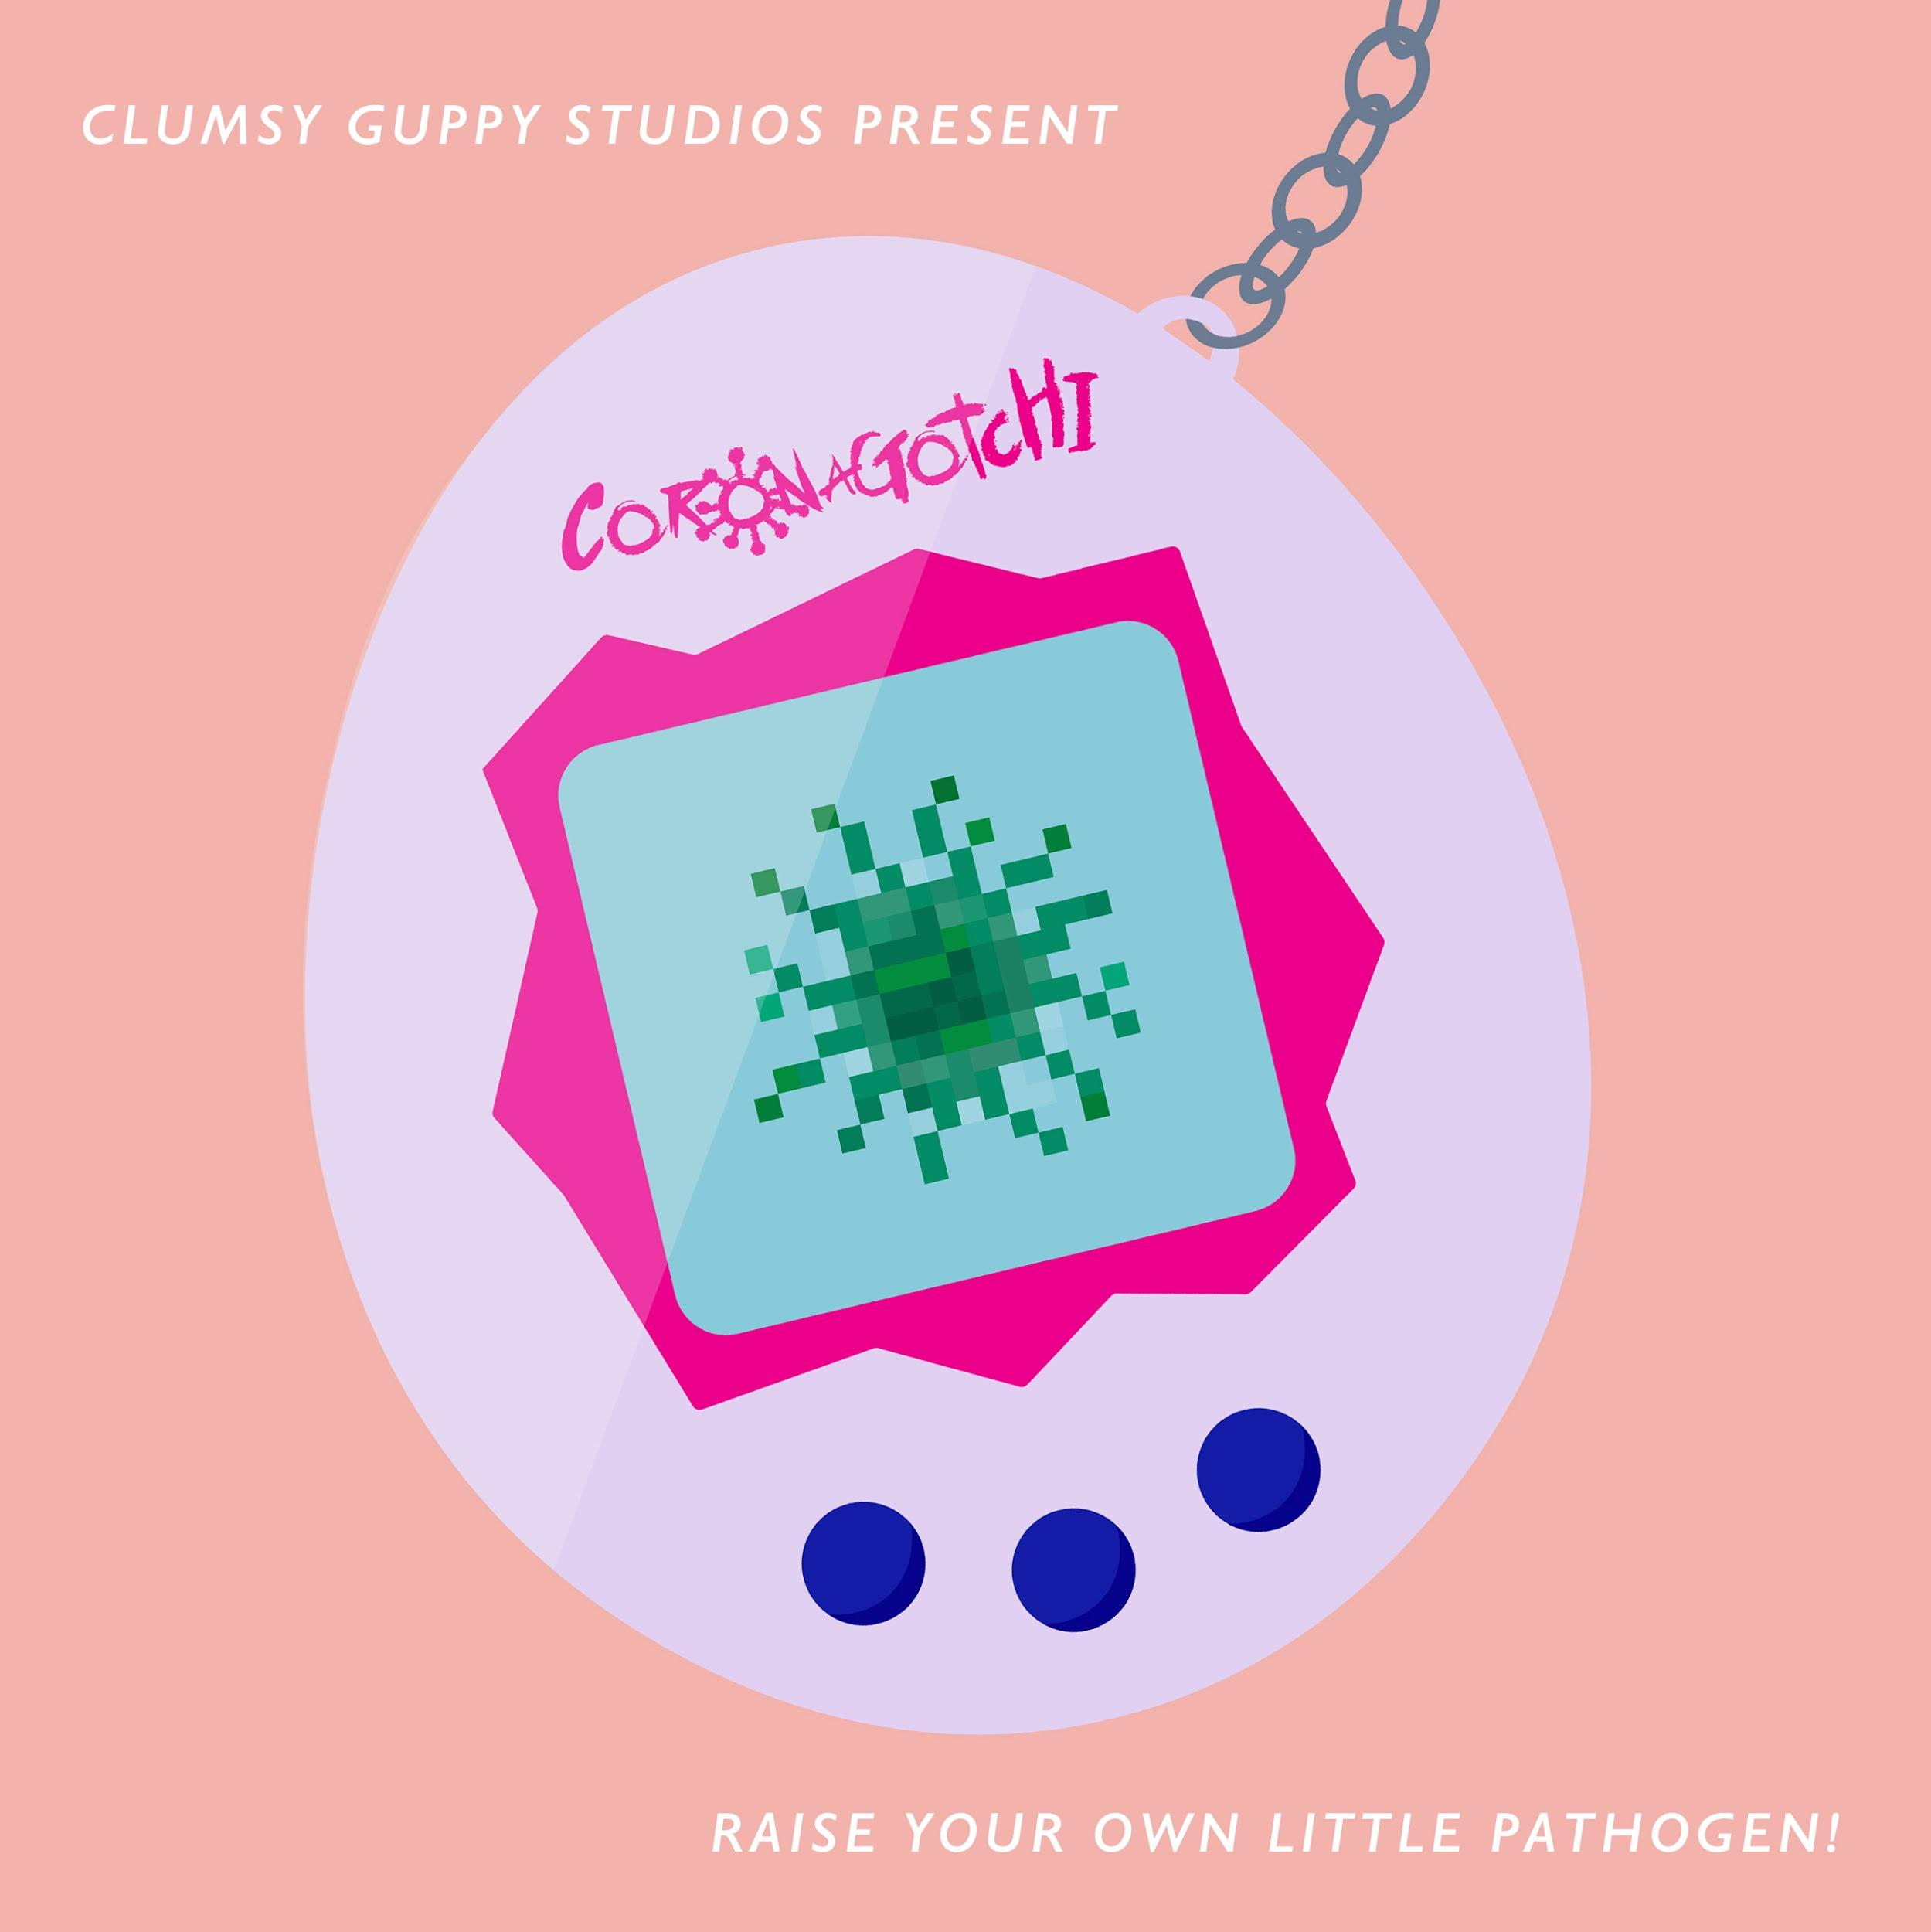 CLUMSY GUPPY STUDIOS PRESENT
CORONAGOTCHI
RAISE YOUR OWN LITTLE PATHOGEN!